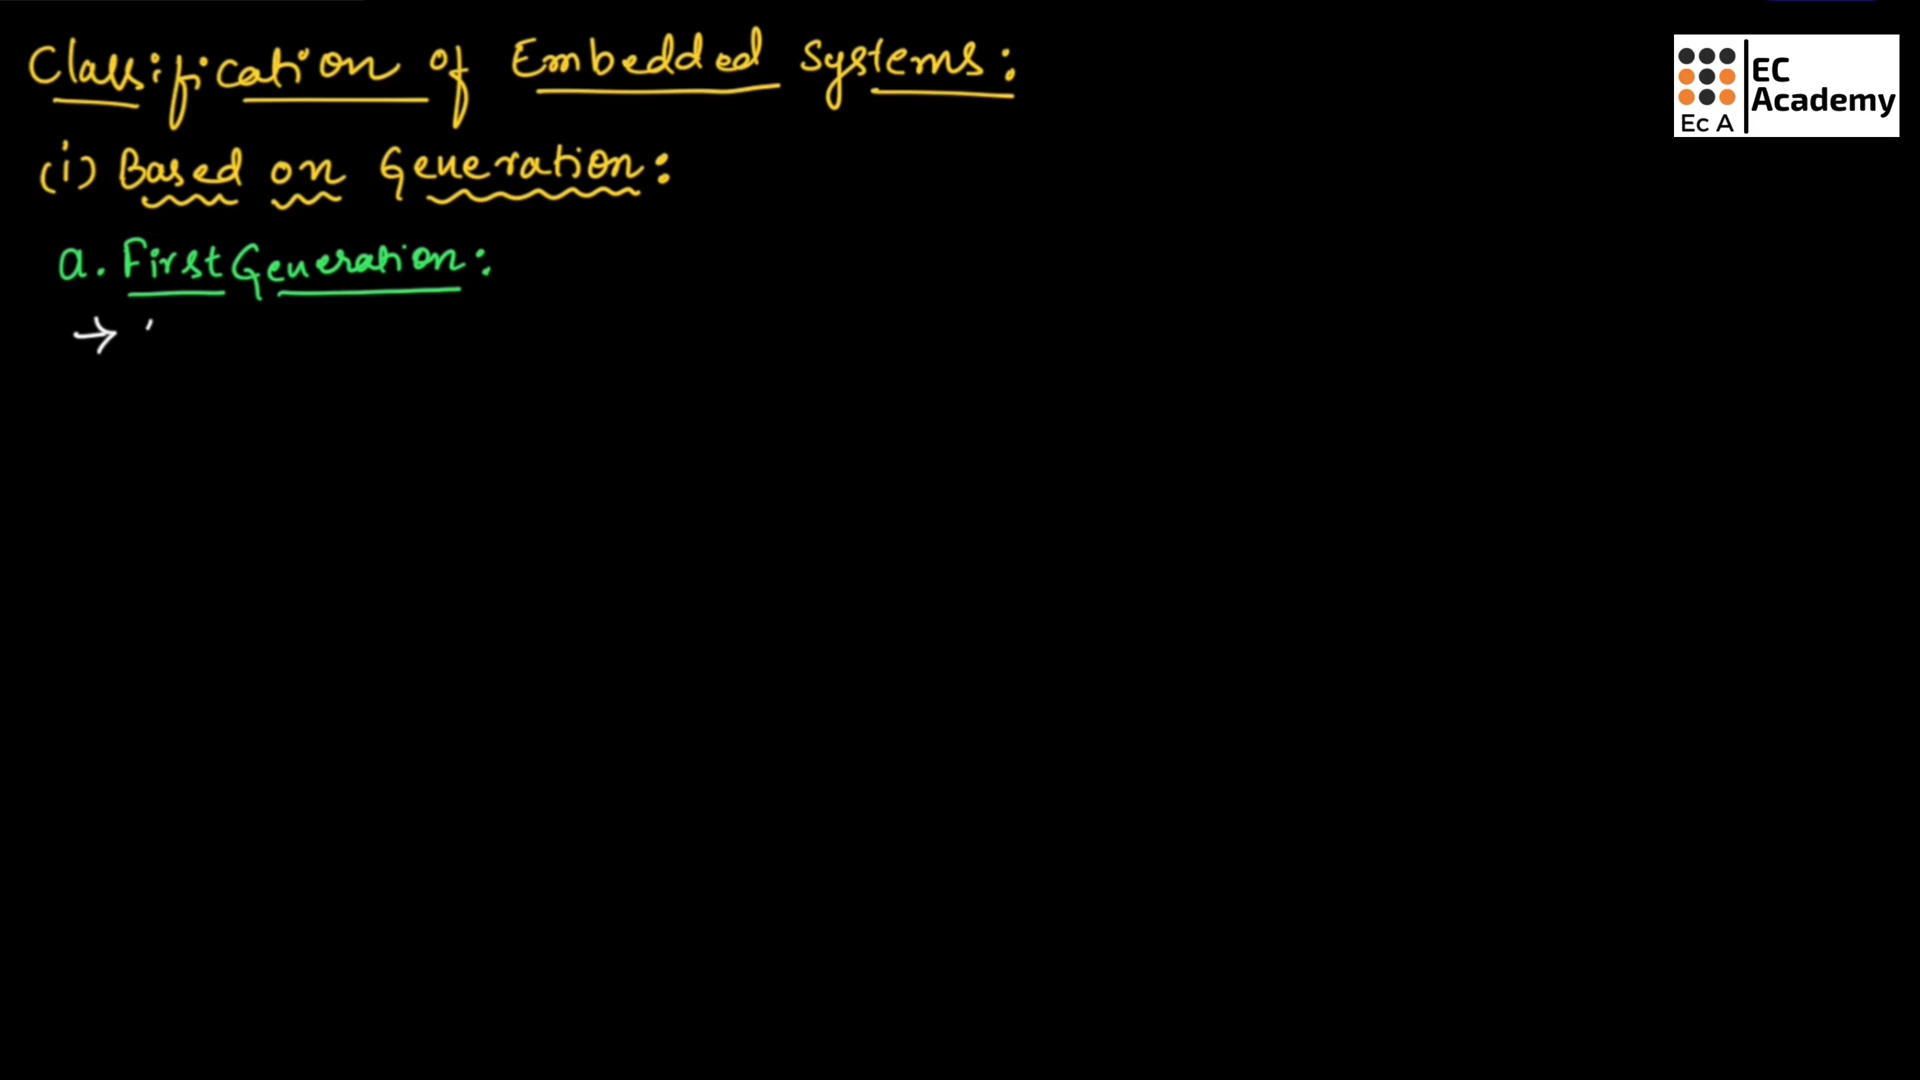 Classification of Embedded Systems:
(i) Based on Generation:
a. First Generation:
→
EC
Academy
Ec A